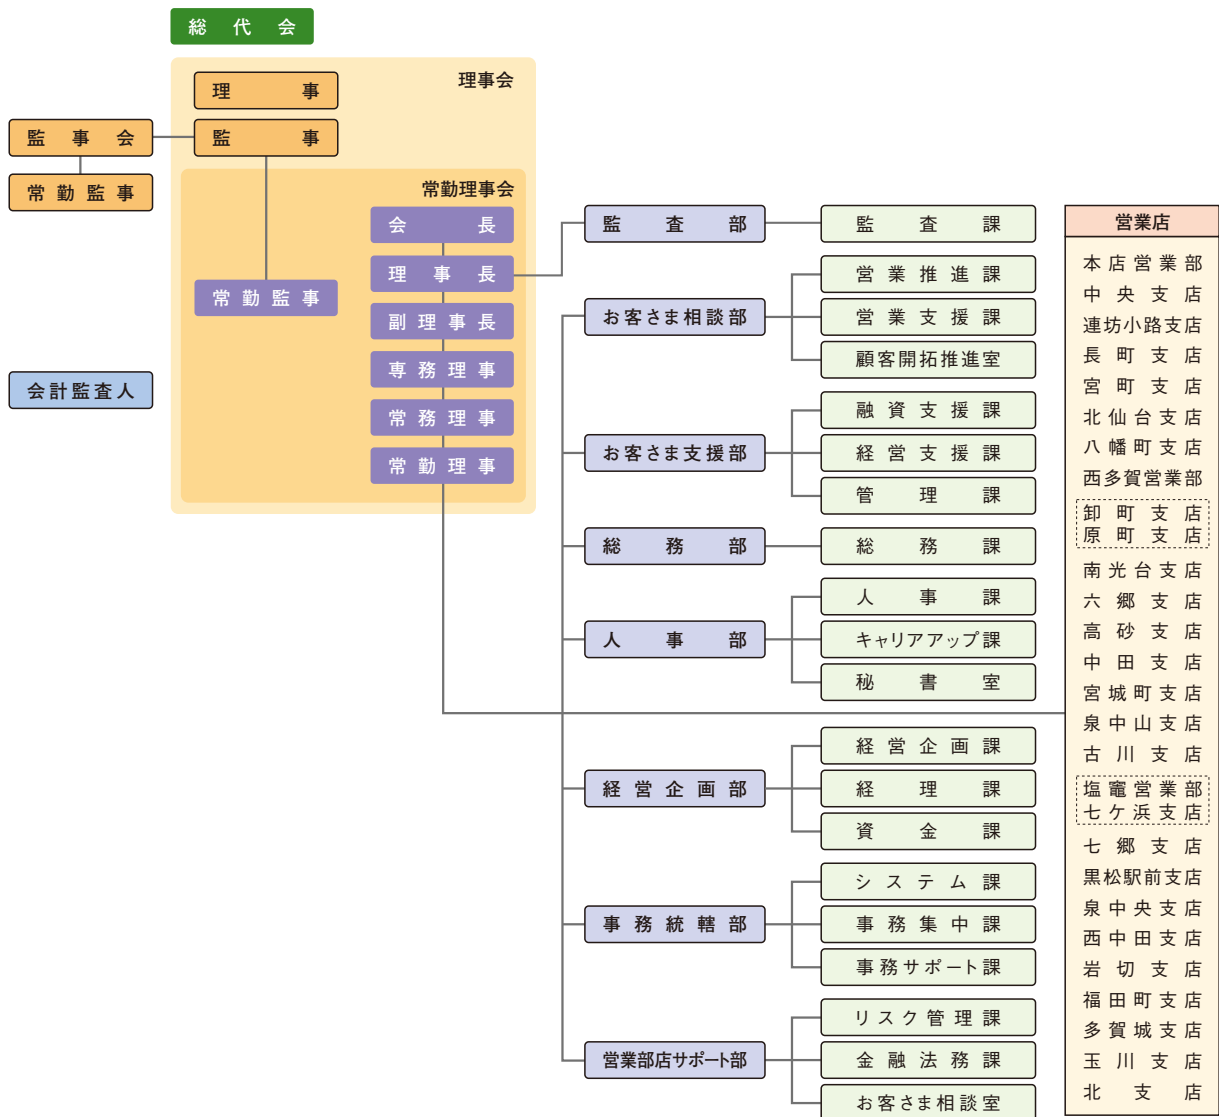 総代会
理事会
理事
監事会
監事
常勤監事
常勤理事会
会長
理事長
常勤監事
副理事長
専務理事
常務理事
常勤理事
会計監査人
監査部
監査課
お客さま相談部
営業推進課
営業支援課
顧客開拓推進室
お客さま支援部
融資支援課
経営支援課
管理課
総務部
総務課
人事部
人事課
キャリアアップ課
秘書室
経営企画部
経営企画課
経理課
資金課
事務統轄部
システム課
事務集中課
事務サポート課
営業部店サポート部
リスク管理課
金融法務課
お客さま相談室
営業店
本店営業部
中央支店
連坊小路支店
長町支店
宮町支店
北仙台支店
八幡町支店
西多賀営業部
卸町支店
原町支店
南光台支店
六郷支店
高砂支店
中田支店
宮城町支店
泉中山支店
古川支店
塩竈営業部
七ケ浜支店
七郷支店
黒松駅前支店
泉中央支店
西中田支店
岩切支店
福田町支店
多賀城支店
玉川支店
北支店